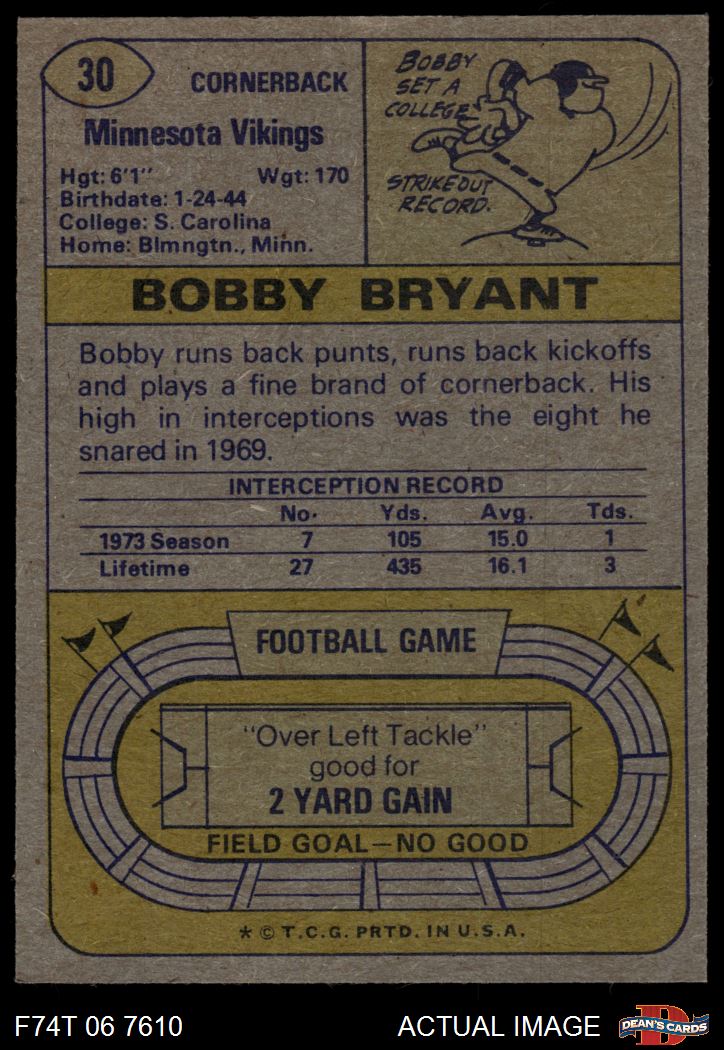 30
CORNERBACK
Minnesota Vikings
Hgt: 6'1" Wgt: 170
Birthdate: 1-24-44
College: S. Carolina
Home: Blmngtn., Minn.
BOBBY
SET A
COLLEGE
STRIKEOUT
RECORD.
BOBBY BRYANT
Bobby runs back punts, runs back kickoffs
and plays a fine brand of cornerback. His
high in interceptions was the eight he
snared in 1969.
INTERCEPTION RECORD
No. Yds. Avg. Tds.
1973 Season 7 105 15.0 1
Lifetime 27 435 16.1 3
FOOTBALL GAME
"Over Left Tackle"
good for
2 YARD GAIN
FIELD GOAL—NO GOOD
* © T.C.G. PRTD. IN U.S.A.
F74T 06 7610 ACTUAL IMAGE
D
DEAN'S CARDS